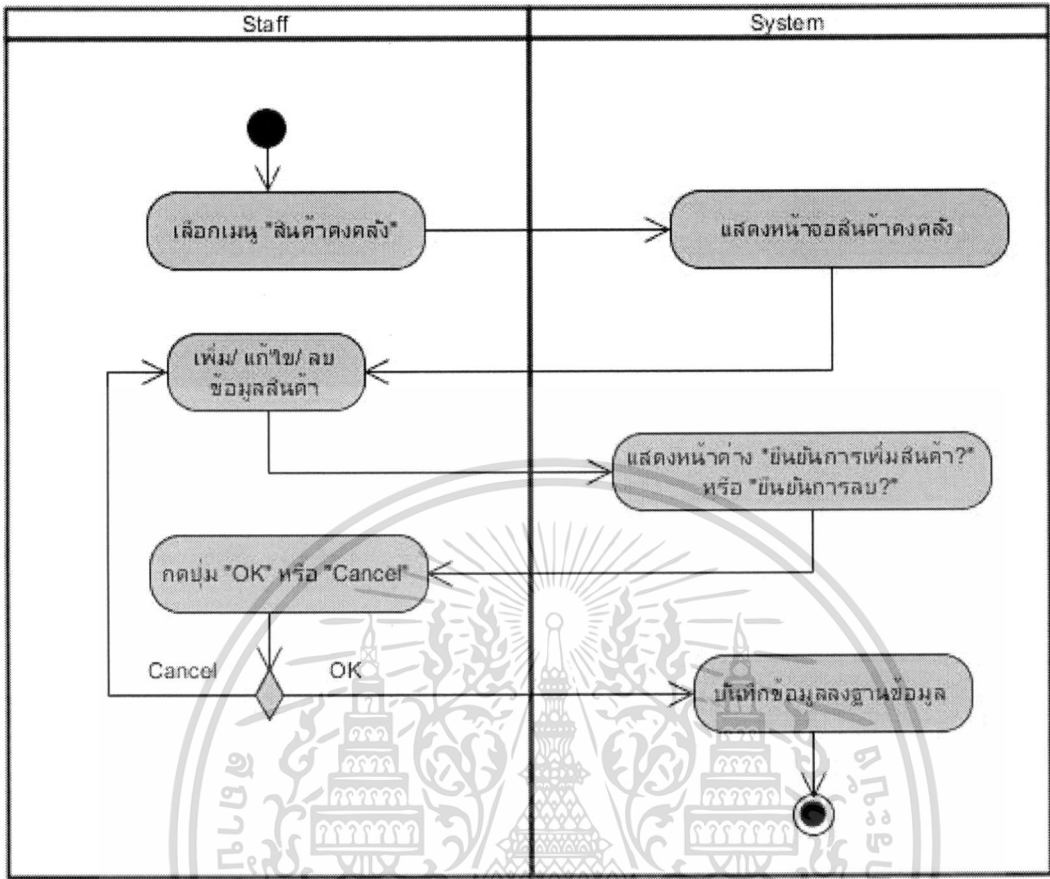 Staff
System
เลือกเมนู "สินค้าคงคลัง"
แสดงหน้าจอสินค้าคงคลัง
เพิ่ม/ แก้ไข/ ลบ
ข้อมูลสินค้า
แสดงหน้าต่าง "ยืนยันการเพิ่มสินค้า?"
หรือ "ยืนยันการลบ?"
กดปุ่ม "OK" หรือ "Cancel"
Cancel
OK
บันทึกข้อมูลลงฐานข้อมูล